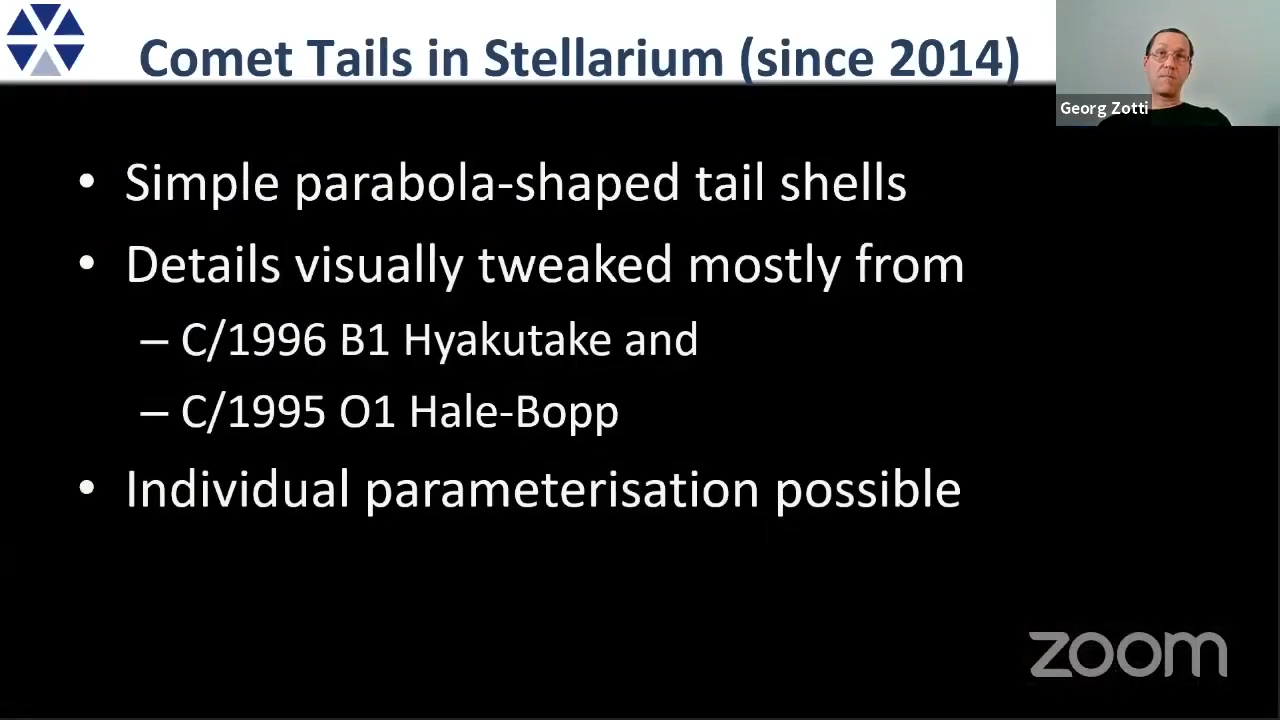 Comet Tails in Stellarium (since 2014)
Georg Zotti
• Simple parabola-shaped tail shells
• Details visually tweaked mostly from
– C/1996 B1 Hyakutake and
– C/1995 O1 Hale-Bopp
• Individual parameterisation possible
zoom